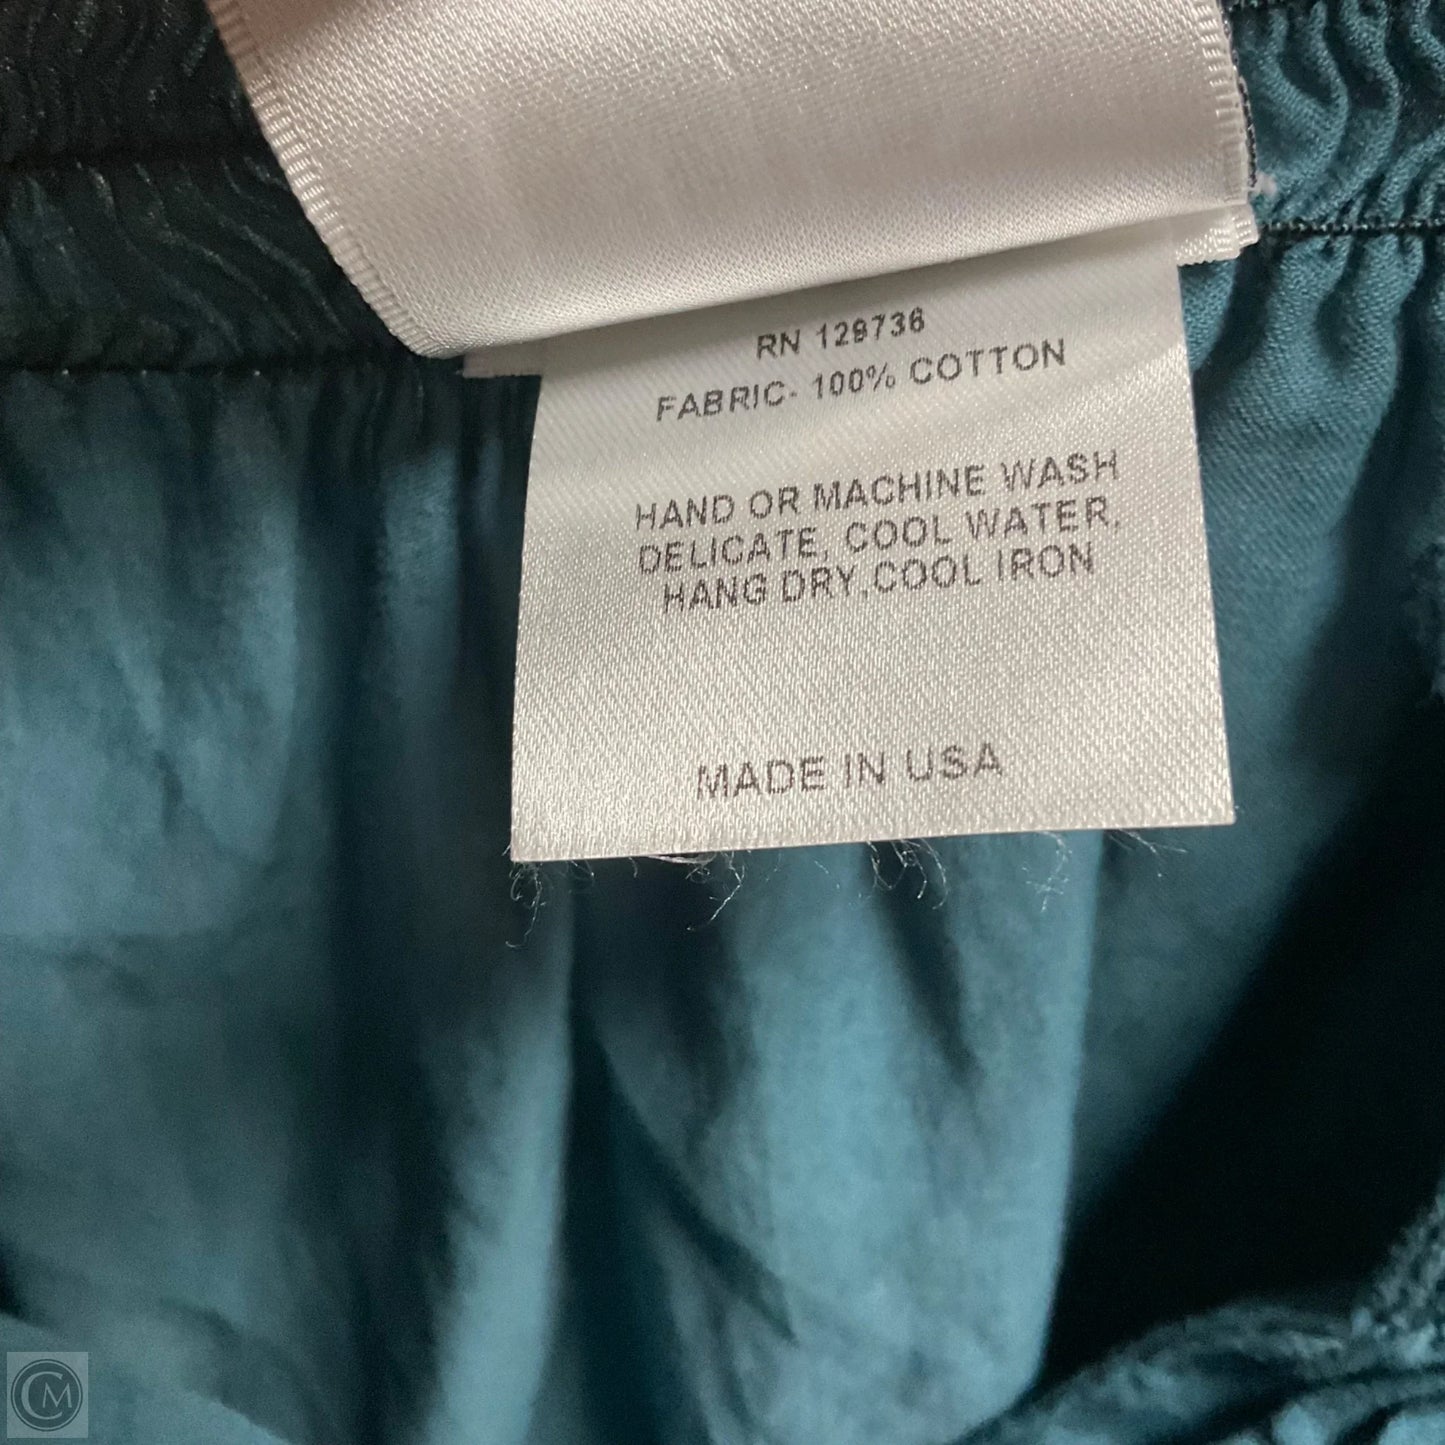 RN 129736
FABRIC- 100% COTTON
HAND OR MACHINE WASH
DELICATE, COOL WATER,
HANG DRY,COOL IRON
MADE IN USA
CM